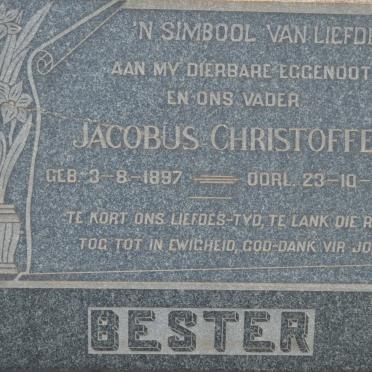 'N SIMBOOL VAN LIEFDE
AAN MY DIERBARE EGGENOOT
EN ONS VADER
JACOBUS CHRISTOFFE
GEB. 3-8-1897 OORL. 23-10-
TE KORT ONS LIEFDES-TYD, TE LANK DIE R
TOG TOT IN EWIGHEID, GOD-DANK VIR JO
BESTER